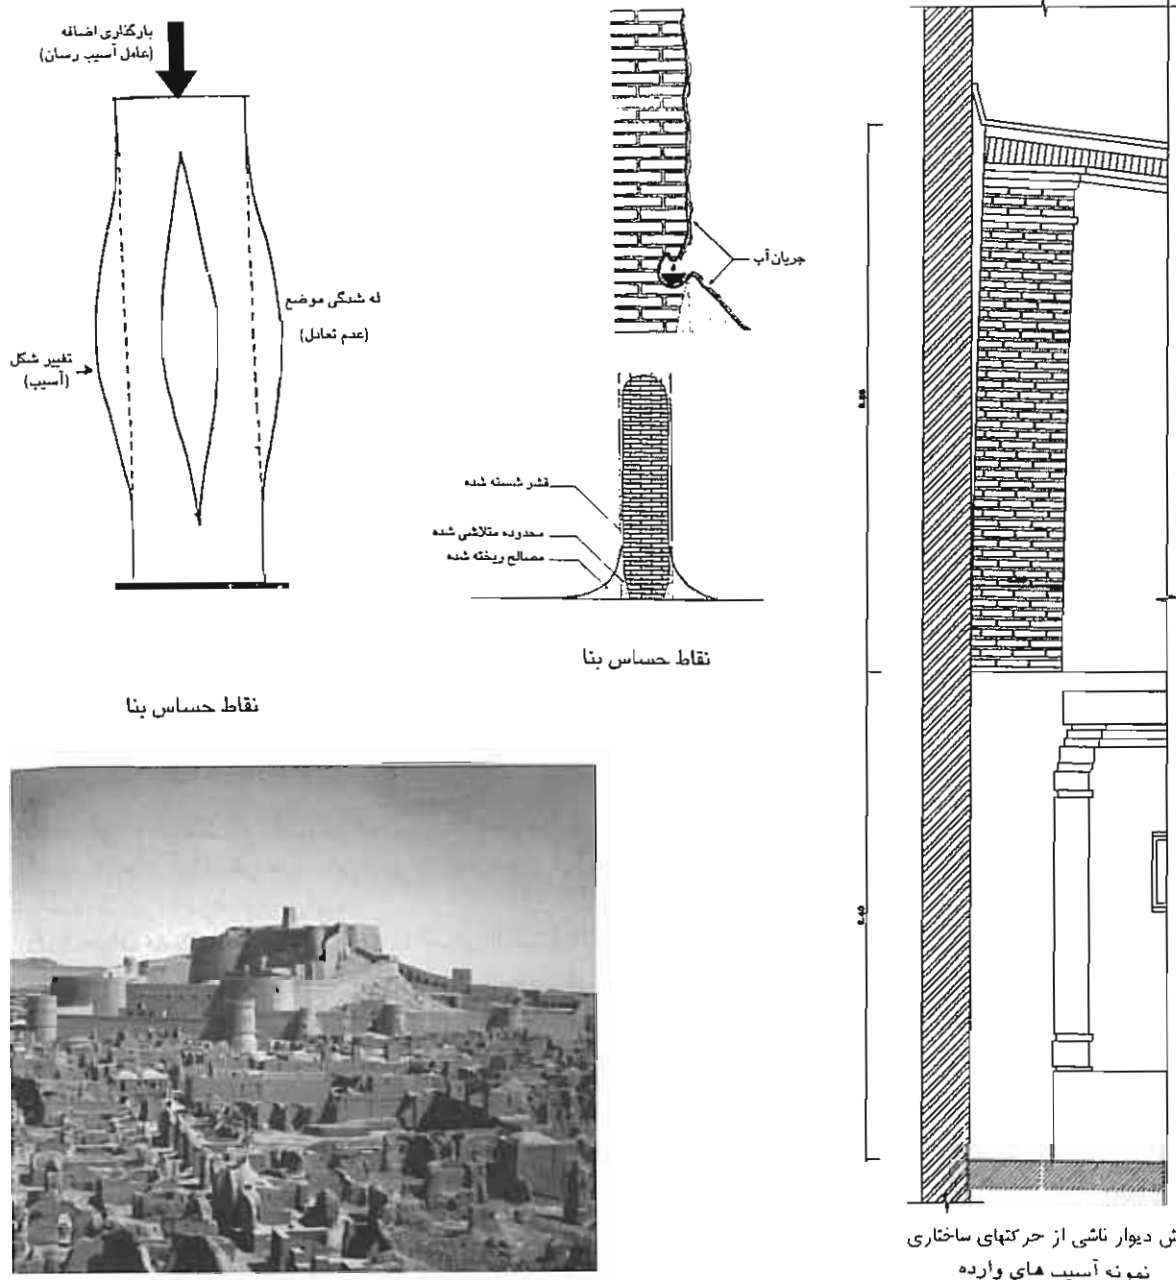 بارگذاری اضافه
(عامل آسیب رسان)
له شدگی موضع
(عدم تعادل)
تغییر شکل
(آسیب)
نقاط حساس بنا
جریان آب
قشر شسته شده
محدوده متلاشی شده
مصالح ریخته شده
نقاط حساس بنا
دیوار ناشی از حرکتهای ساختاری
نمونه آسیب های وارده